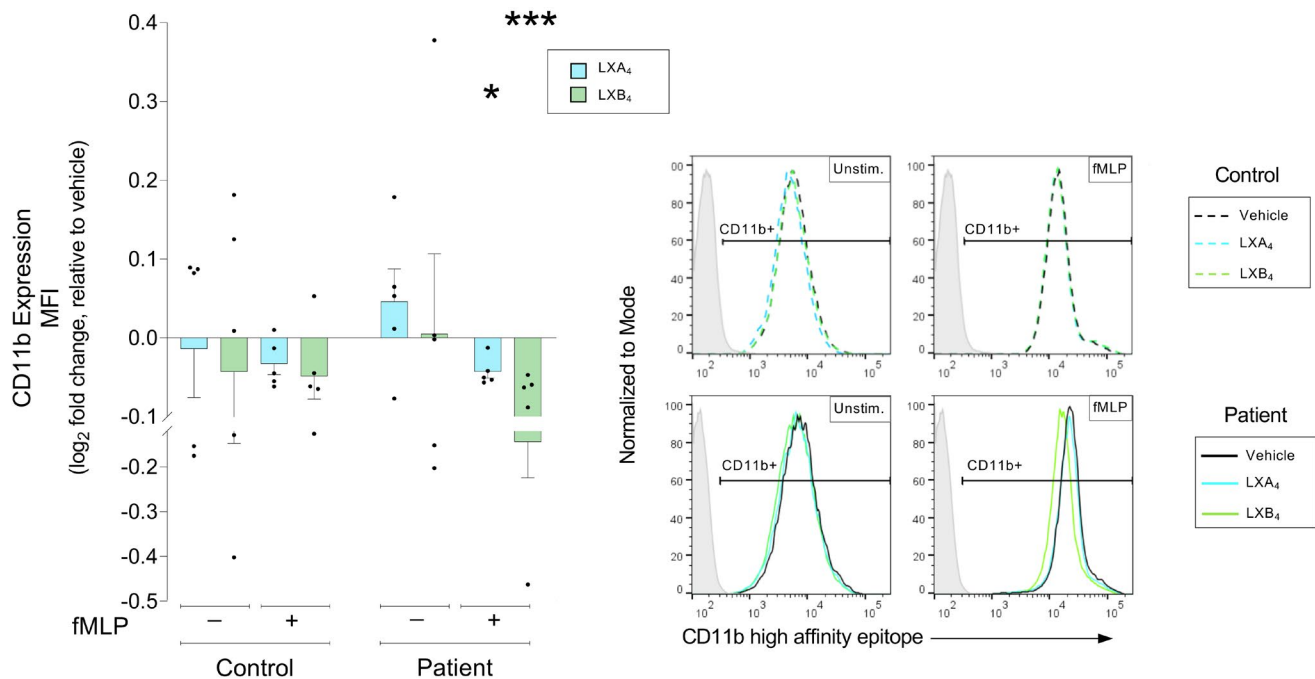 CD11b Expression
MFI
(log₂ fold change, relative to vehicle)
0.4
0.3
0.2
0.1
0.0
-0.1
-0.2
-0.3
-0.4
-0.5
***
*
LXA₄
LXB₄
fMLP
− + − +
Control Patient
Normalized to Mode
00
80
60
40
20
0
Unstim.
CD11b+
10² 10³ 10⁴ 10⁵
100
80
60
40
20
0
fMLP
CD11b+
10² 10³ 10⁴ 10⁵
Control
Vehicle
LXA₄
LXB₄
100
80
60
40
20
0
Unstim.
CD11b+
10² 10³ 10⁴ 10⁵
100
80
60
40
20
0
fMLP
CD11b+
10² 10³ 10⁴ 10⁵
Patient
Vehicle
LXA₄
LXB₄
CD11b high affinity epitope